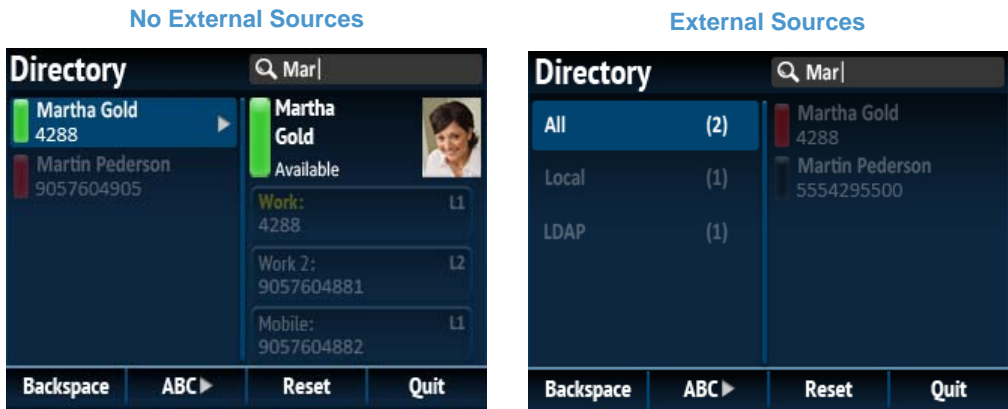 No External Sources
Directory
Mar
Martha Gold
4288
Martin Pederson
9057604905
Martha
Gold
Available
Work:
L1
4288
Work 2:
L2
9057604881
Mobile:
L1
9057604882
Backspace
ABC
Reset
Quit
External Sources
Directory
Mar
All
(2)
Local
(1)
LDAP
(1)
Martha Gold
4288
Martin Pederson
5554295500
Backspace
ABC
Reset
Quit